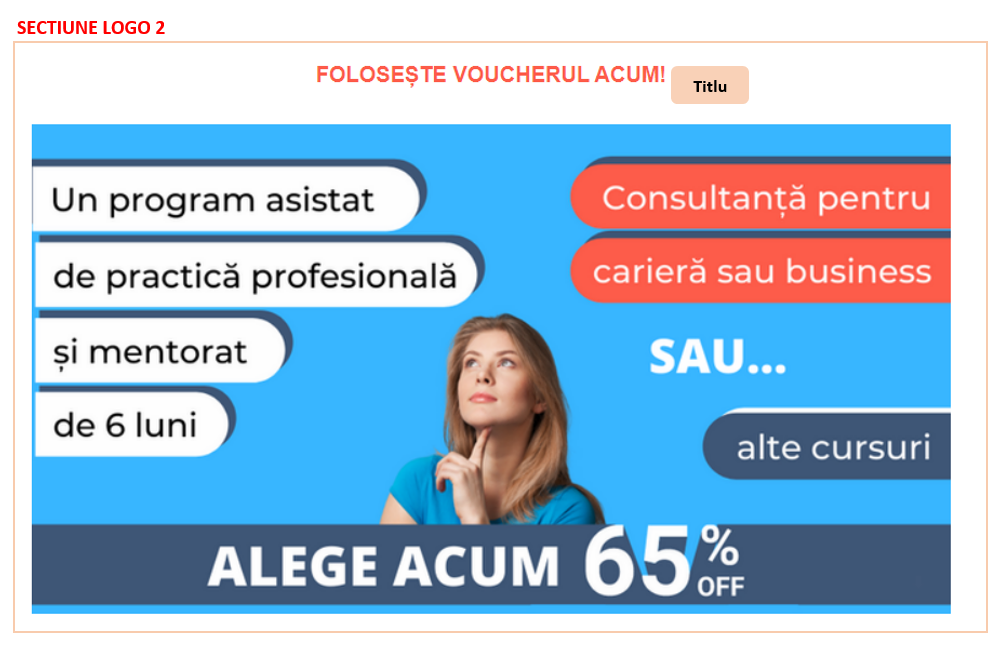 SECTIUNE LOGO 2
FOLOSEȘTE VOUCHERUL ACUM!
Titlu
Un program asistat
de practică profesională
și mentorat
de 6 luni
Consultanță pentru
carieră sau business
SAU...
alte cursuri
ALEGE ACUM 65% OFF